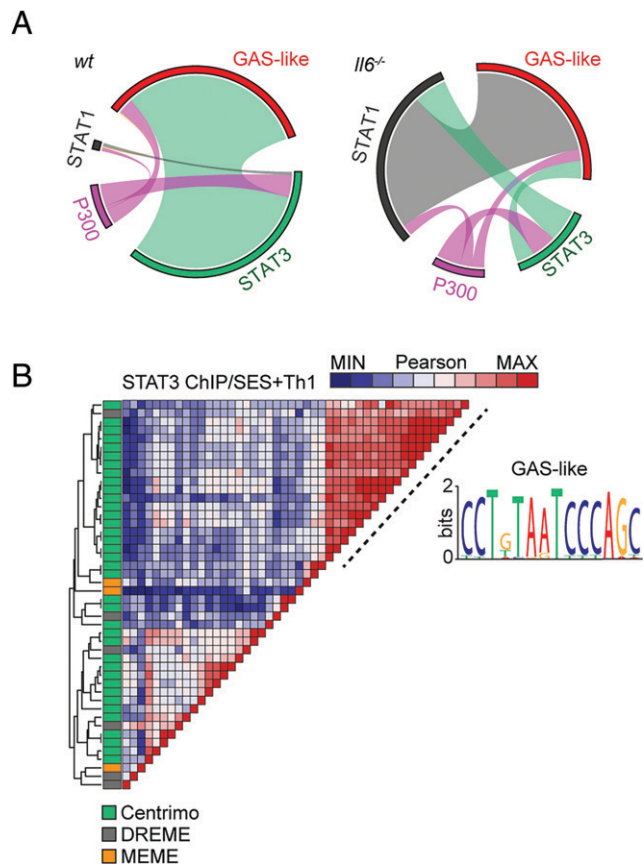 A
wt
GAS-like
STAT1
P300
STAT3
Il6-/-
GAS-like
STAT1
P300
STAT3
B
STAT3 ChIP/SES+Th1
MIN Pearson MAX
GAS-like
2
bits
0
CCTGTAATCCCAGC
Centrimo
DREME
MEME